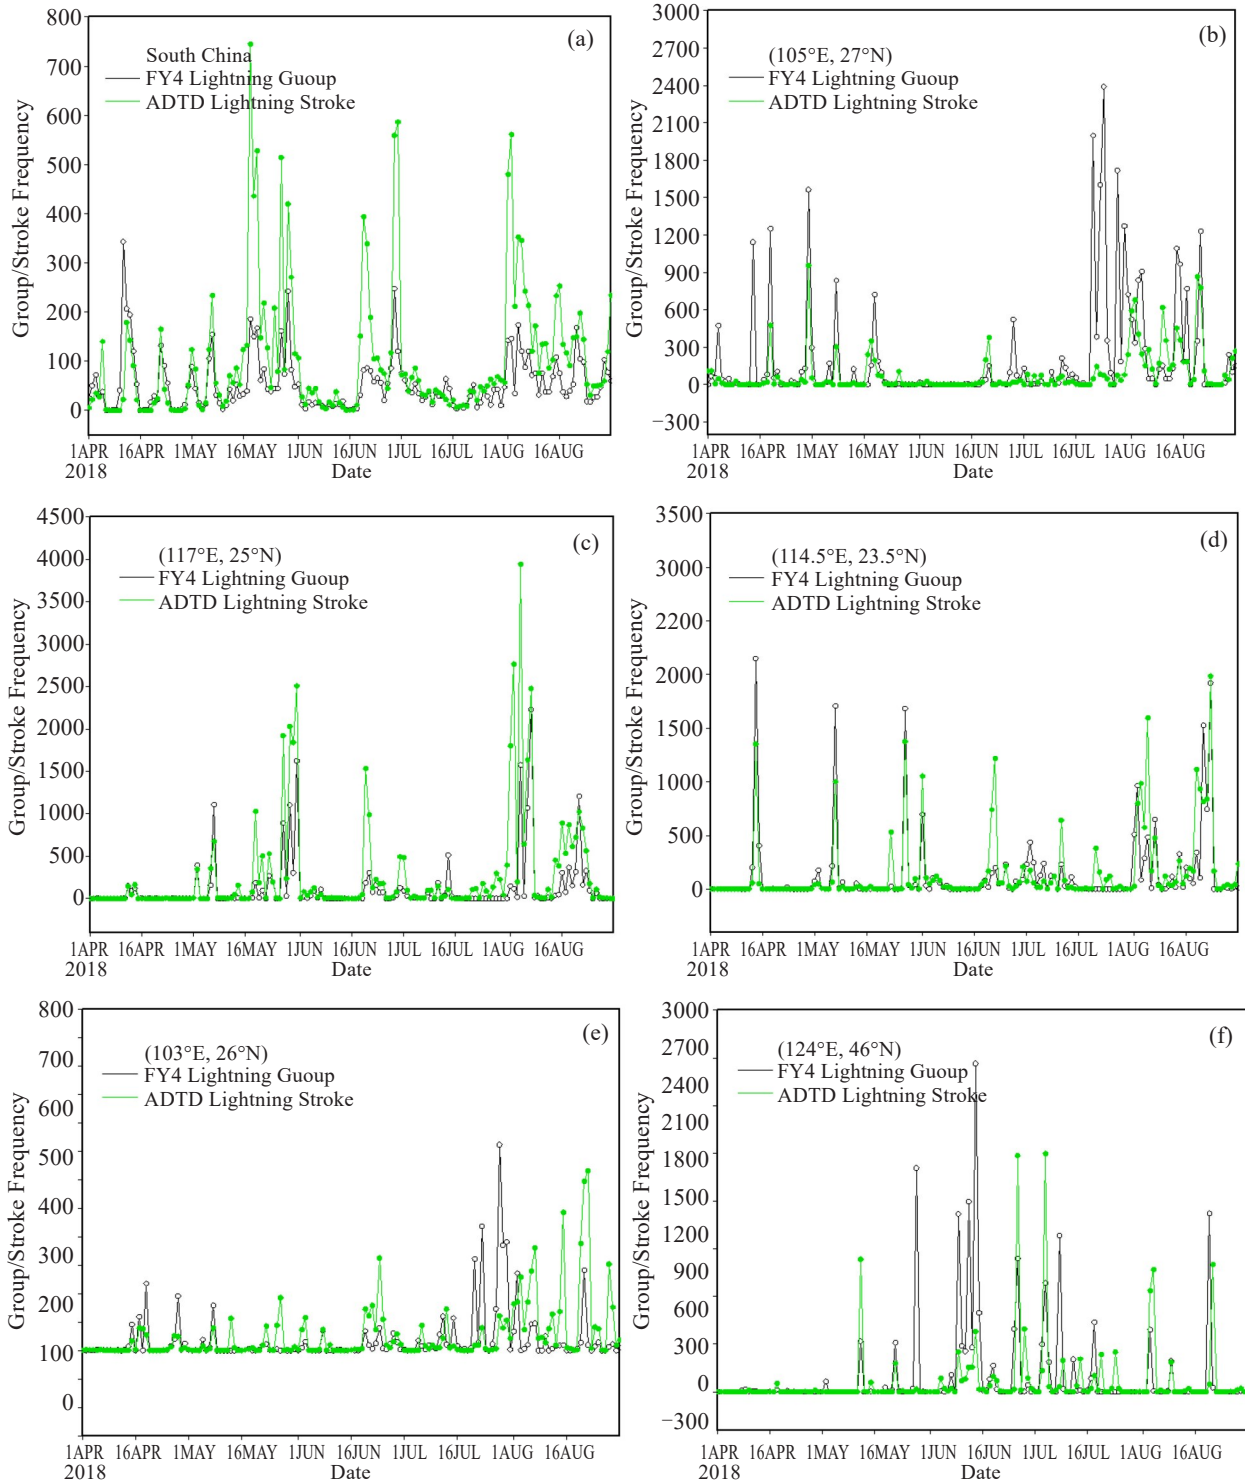 800
700
600
500
400
300
200
100
0
Group/Stroke Frequency
(a)
South China
FY4 Lightning Guoup
ADTD Lightning Stroke
1APR 16APR 1MAY 16MAY 1JUN 16JUN 1JUL 16JUL 1AUG 16AUG
2018
Date
3000
2700
2400
2100
1800
1500
1200
900
600
300
0
−300
Group/Stroke Frequency
(b)
(105°E, 27°N)
FY4 Lightning Guoup
ADTD Lightning Stroke
1APR 16APR 1MAY 16MAY 1JUN 16JUN 1JUL 16JUL 1AUG 16AUG
2018
Date
4500
4000
3500
3000
2500
2000
1500
1000
500
0
Group/Stroke Frequency
(c)
(117°E, 25°N)
FY4 Lightning Guoup
ADTD Lightning Stroke
1APR 16APR 1MAY 16MAY 1JUN 16JUN 1JUL 16JUL 1AUG 16AUG
2018
Date
3500
3000
2200
2000
1500
1000
500
0
Group/Stroke Frequency
(d)
(114.5°E, 23.5°N)
FY4 Lightning Guoup
ADTD Lightning Stroke
1APR 16APR 1MAY 16MAY 1JUN 16JUN 1JUL 16JUL 1AUG 16AUG
2018
Date
800
700
600
500
400
300
200
100
0
Group/Stroke Frequency
(e)
(103°E, 26°N)
FY4 Lightning Guoup
ADTD Lightning Stroke
1APR 16APR 1MAY 16MAY 1JUN 16JUN 1JUL 16JUL 1AUG 16AUG
2018
Date
3000
2700
2400
2100
1800
1500
1200
900
600
300
0
−300
Group/Stroke Frequency
(f)
(124°E, 46°N)
FY4 Lightning Guoup
ADTD Lightning Stroke
1APR 16APR 1MAY 1JUN 16JUN 1JUL 16JUL 1AUG 16AUG
2018
Date